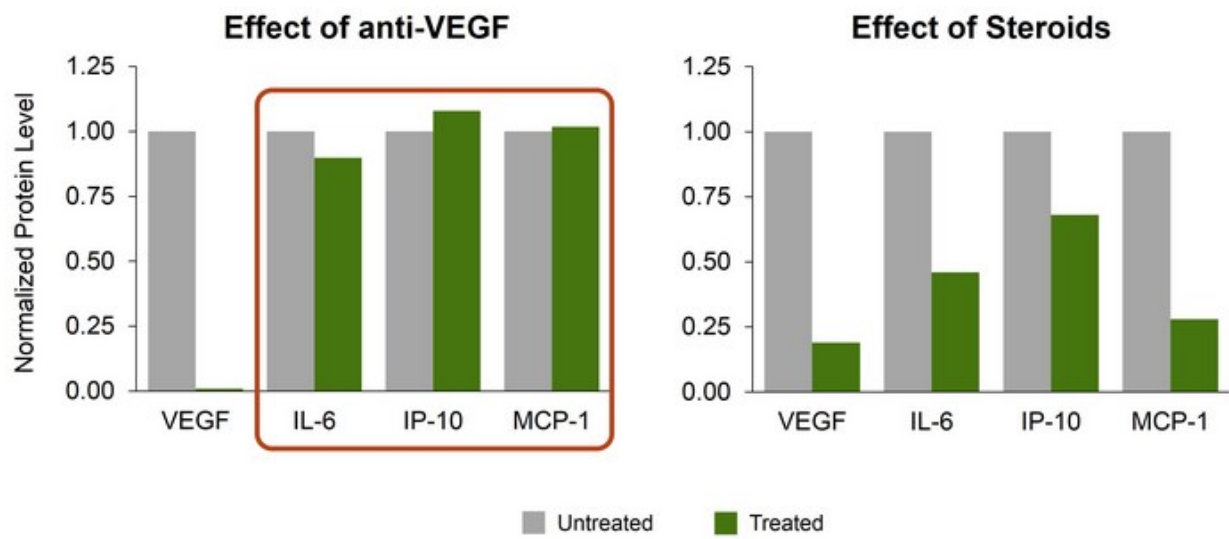 Effect of anti-VEGF
Normalized Protein Level
1.25
1.00
0.75
0.50
0.25
0.00
VEGF IL-6 IP-10 MCP-1
Effect of Steroids
1.25
1.00
0.75
0.50
0.25
0.00
VEGF IL-6 IP-10 MCP-1
Untreated Treated